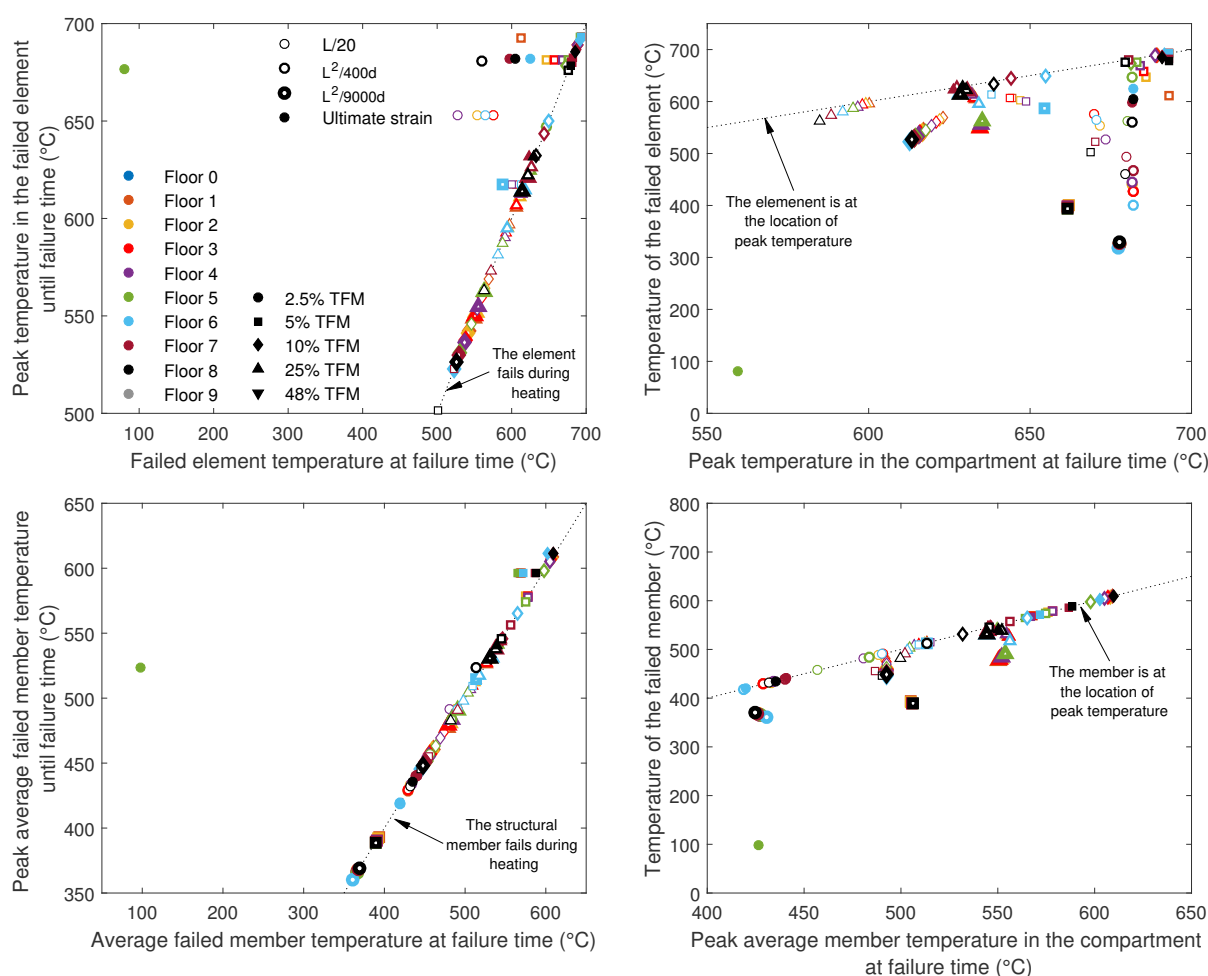 Peak temperature in the failed element
until failure time (°C)
700
650
600
550
500
L/20
L²/400d
L²/9000d
Ultimate strain
Floor 0
Floor 1
Floor 2
Floor 3
Floor 4
Floor 5
Floor 6
Floor 7
Floor 8
Floor 9
2.5% TFM
5% TFM
10% TFM
25% TFM
48% TFM
The element
fails during
heating
100 200 300 400 500 600 700
Failed element temperature at failure time (°C)
Temperature of the failed element (°C)
700
600
500
400
300
200
100
0
The elemenent is at
the location of
peak temperature
550 600 650 700
Peak temperature in the compartment at failure time (°C)
Peak average failed member temperature
until failure time (°C)
650
600
550
500
450
400
350
The structural
member fails during
heating
100 200 300 400 500 600
Average failed member temperature at failure time (°C)
Temperature of the failed member (°C)
800
700
600
500
400
300
200
100
0
The member is at
the location of
peak temperature
400 450 500 550 600 650
Peak average member temperature in the compartment
at failure time (°C)